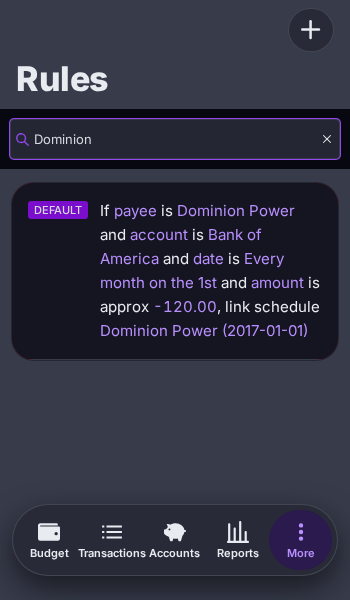 Rules
Dominion
DEFAULT
If payee is Dominion Power
and account is Bank of
America and date is Every
month on the 1st and amount is
approx -120.00, link schedule
Dominion Power (2017-01-01)
Budget
Transactions
Accounts
Reports
More